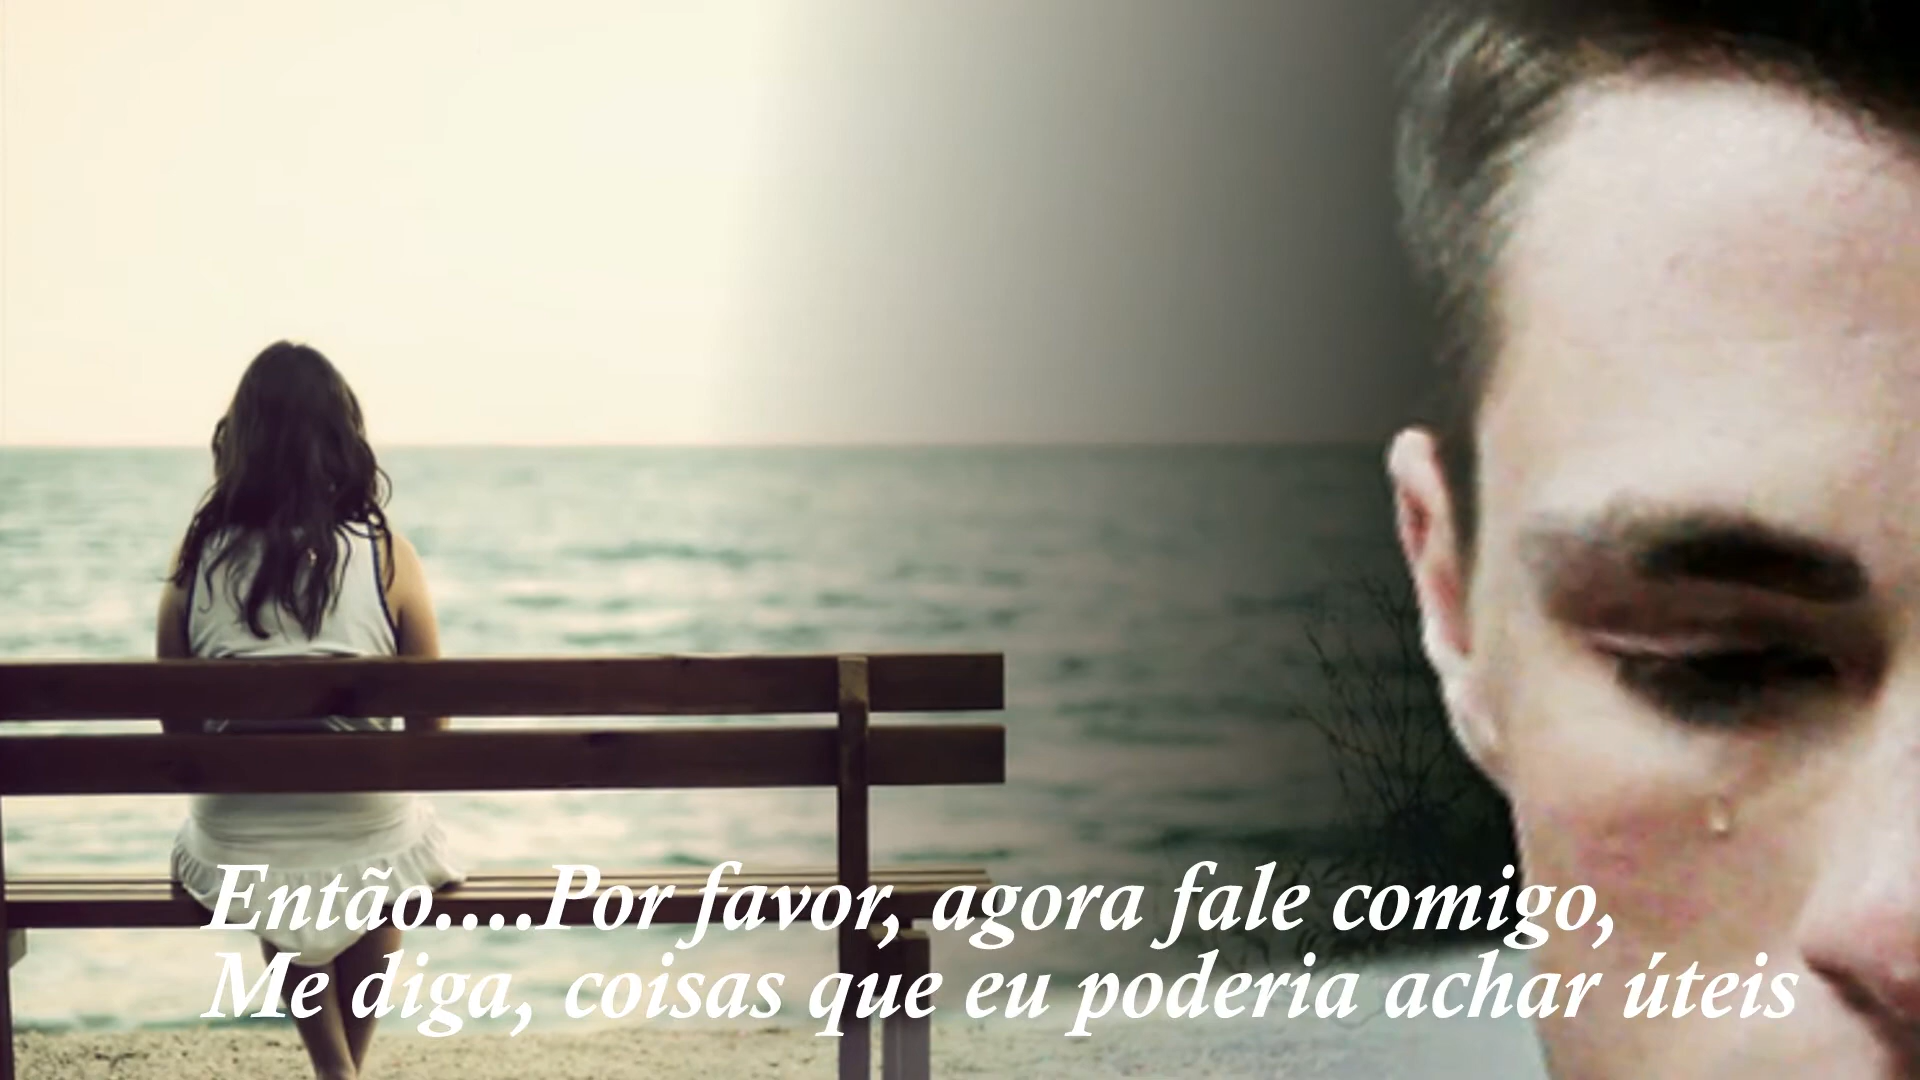 Então....Por favor, agora fale comigo,
Me diga, coisas que eu poderia achar úteis